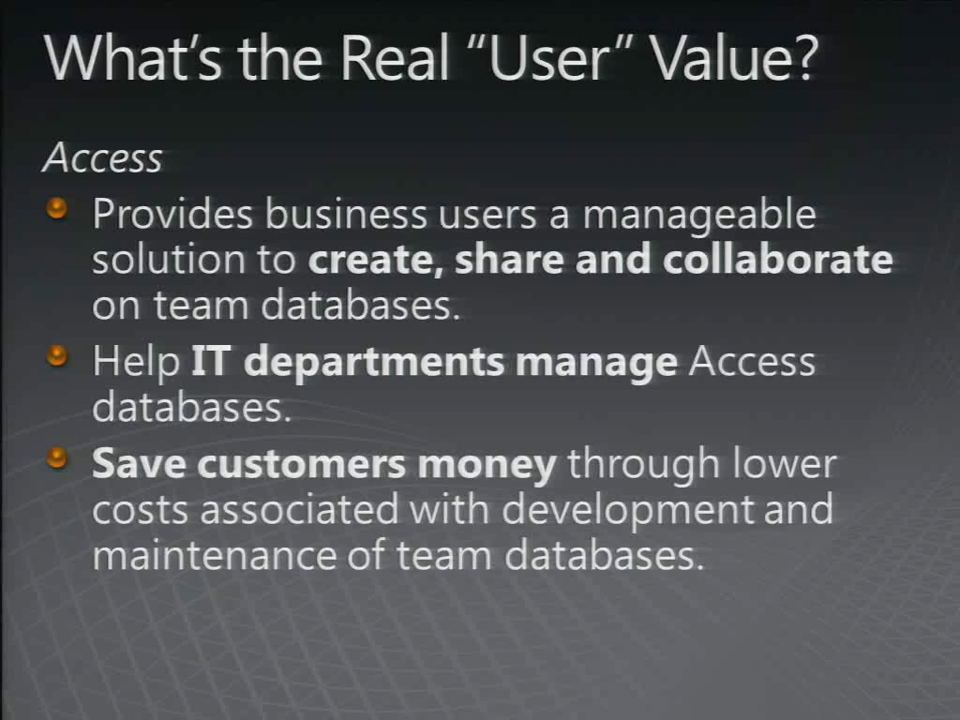 What's the Real “User” Value?
Access
Provides business users a manageable
solution to create, share and collaborate
on team databases.
Help IT departments manage Access
databases.
Save customers money through lower
costs associated with development and
maintenance of team databases.